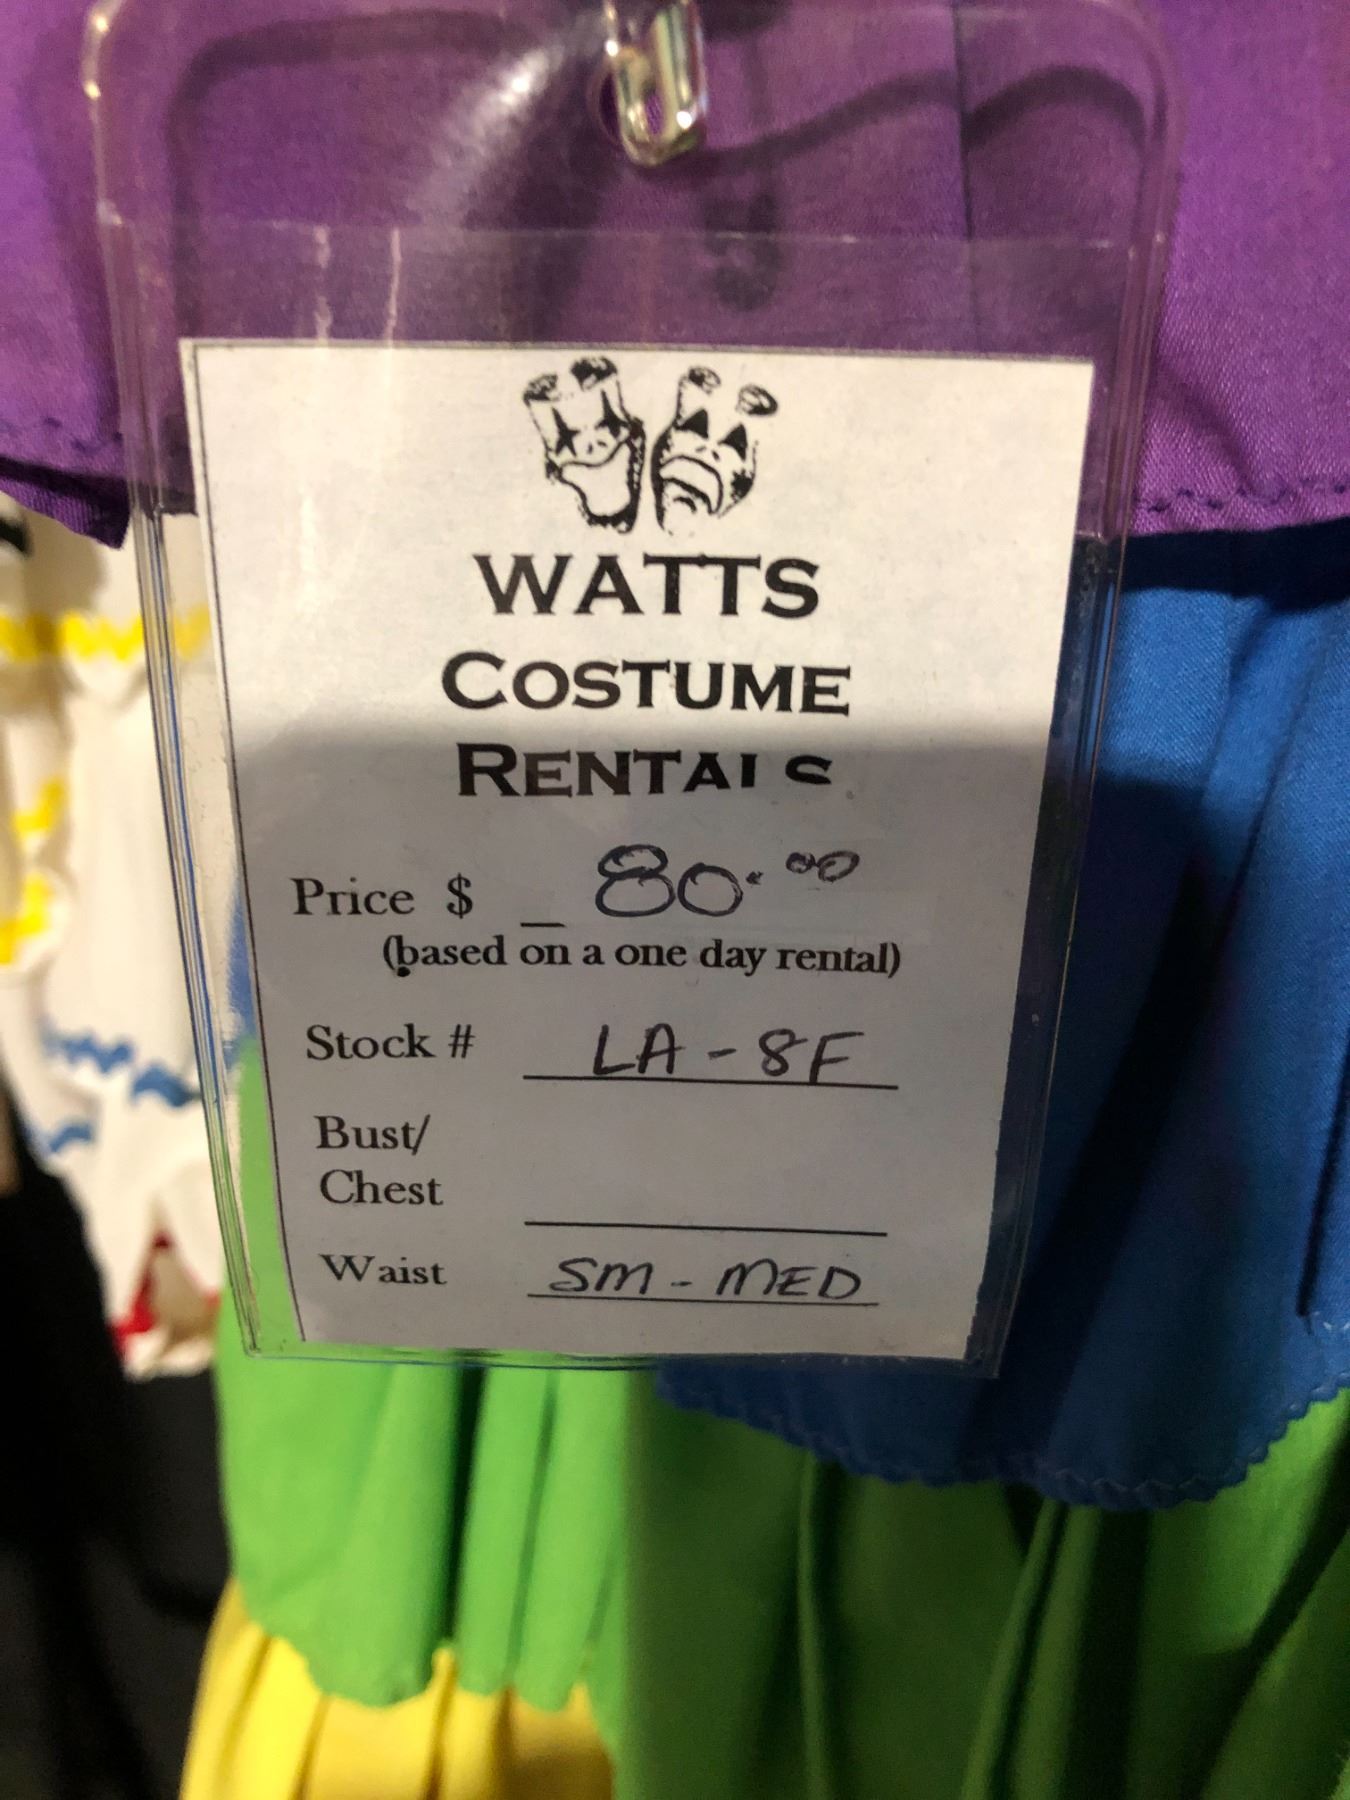 WATTS
COSTUME
RENTALS
Price $ _ 80.00
(based on a one day rental)
Stock # LA-8F
Bust/
Chest
Waist SM-MED